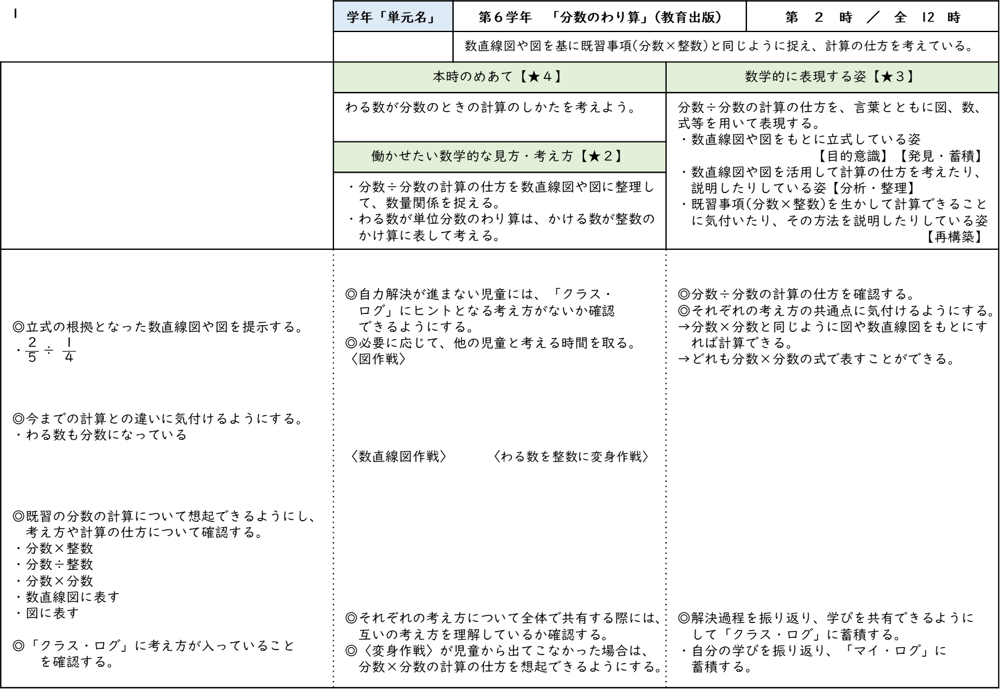 1
学年「単元名」　第６学年　「分数のわり算」（教育出版）　第　２　時　／　全　12　時
数直線図や図を基に既習事項(分数×整数)と同じように捉え、計算の仕方を考えている。
本時のめあて【★４】
わる数が分数のときの計算のしかたを考えよう。
働かせたい数学的な見方・考え方【★２】
・分数÷分数の計算の仕方を数直線図や図に整理し
て、数量関係を捉える。
・わる数が単位分数のわり算は、かける数が整数の
かけ算に表して考える。
数学的に表現する姿【★３】
分数÷分数の計算の仕方を、言葉とともに図、数、
式等を用いて表現する。
・数直線図や図をもとに立式している姿
【目的意識】【発見・蓄積】
・数直線図や図を活用して計算の仕方を考えたり、
説明したりしている姿【分析・整理】
・既習事項(分数×整数)を生かして計算できること
に気付いたり、その方法を説明したりしている姿
【再構築】
◎立式の根拠となった数直線図や図を提示する。
・2/5 ÷ 1/4
◎今までの計算との違いに気付けるようにする。
・わる数も分数になっている
◎既習の分数の計算について想起できるようにし、
考え方や計算の仕方について確認する。
・分数×整数
・分数÷整数
・分数×分数
・数直線図に表す
・図に表す
◎「クラス・ログ」に考え方が入っていること
を確認する。
◎自力解決が進まない児童には、「クラス・
ログ」にヒントとなる考え方がないか確認
できるようにする。
◎必要に応じて、他の児童と考える時間を取る。
〈図作戦〉
〈数直線図作戦〉　〈わる数を整数に変身作戦〉
◎それぞれの考え方について全体で共有する際には、
互いの考え方を理解しているか確認する。
◎〈変身作戦〉が児童から出てこなかった場合は、
分数×分数の計算の仕方を想起できるようにする。
◎分数÷分数の計算の仕方を確認する。
◎それぞれの考え方の共通点に気付けるようにする。
→分数×分数と同じように図や数直線図をもとにす
れば計算できる。
→どれも分数×分数の式で表すことができる。
◎解決過程を振り返り、学びを共有できるように
して「クラス・ログ」に蓄積する。
・自分の学びを振り返り、「マイ・ログ」に
蓄積する。